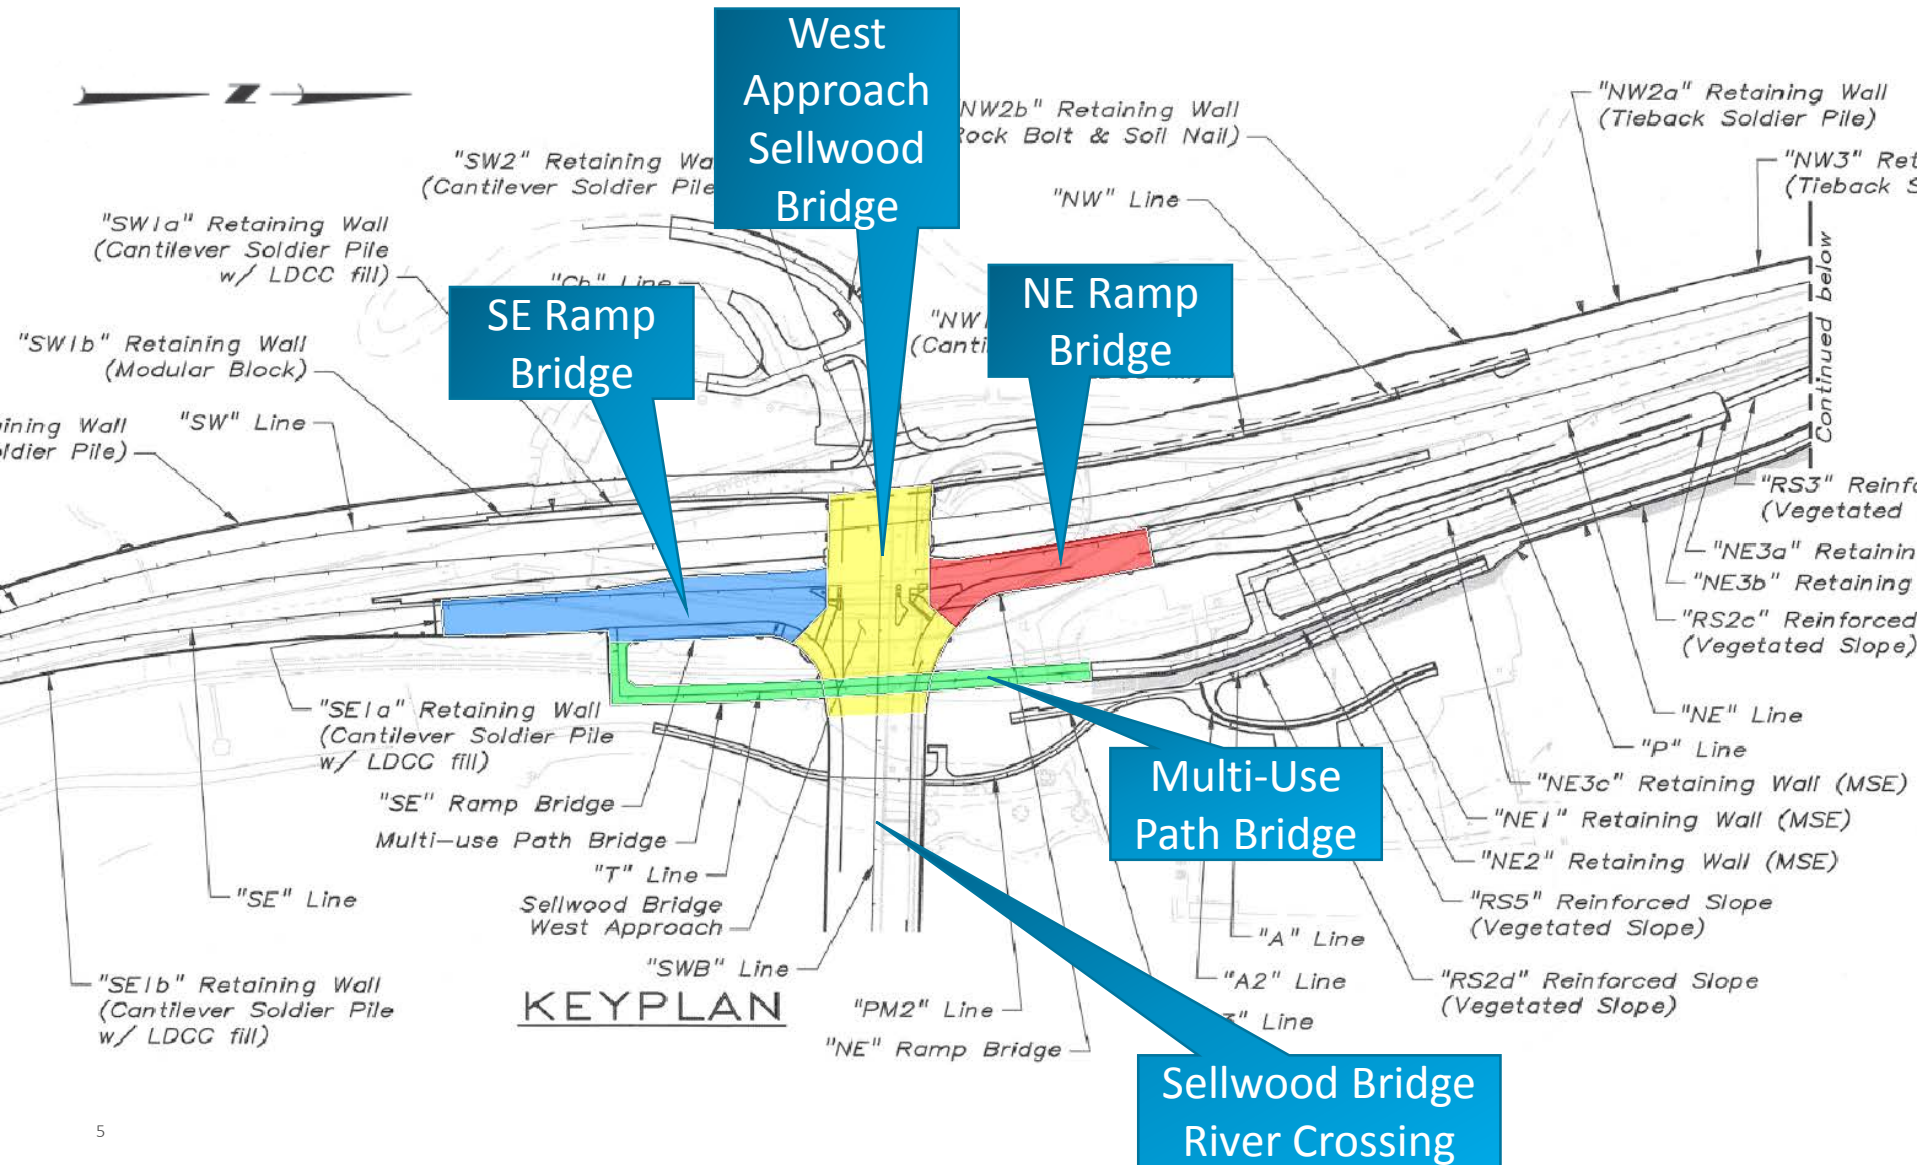 West
Approach
Sellwood
Bridge
Z
"NW2a" Retaining Wall
(Tieback Soldier Pile)
NW2b" Retaining Wall
Rock Bolt & Soil Nail)
"NW3"
(Tieback
"SW2" Retaining
(Cantilever Soldier Pile
"NW" Line
"SW1a" Retaining Wall
(Cantilever Soldier Pile
w/ LDCC fill)
Continued below
Line
SE Ramp
Bridge
NE Ramp
Bridge
"SW1b" Retaining Wall
(Modular Block)
Wall
Pile)
"SW" Line
"RS3"
(Vegetated
"NE3a"
"NE3b" Retaining
"RS2c" Reinforced
(Vegetated Slope)
"SE1a" Retaining Wall
(Cantilever Soldier Pile
w/ LDCC fill)
"NE" Line
"P" Line
Multi-Use
Path Bridge
"NE3c" Retaining Wall (MSE)
"SE" Ramp Bridge
"NE1" Retaining Wall (MSE)
Multi-use Path Bridge
"NE2" Retaining Wall (MSE)
"T" Line
"SE" Line
Sellwood Bridge
West Approach
"RS5" Reinforced Slope
(Vegetated Slope)
"A" Line
"SWB" Line
"A2" Line
"RS2d" Reinforced Slope
(Vegetated Slope)
"SE1b" Retaining Wall
(Cantilever Soldier Pile
w/ LDCC fill)
KEYPLAN
"PM2" Line
Line
"NE" Ramp Bridge
Sellwood Bridge
River Crossing
5